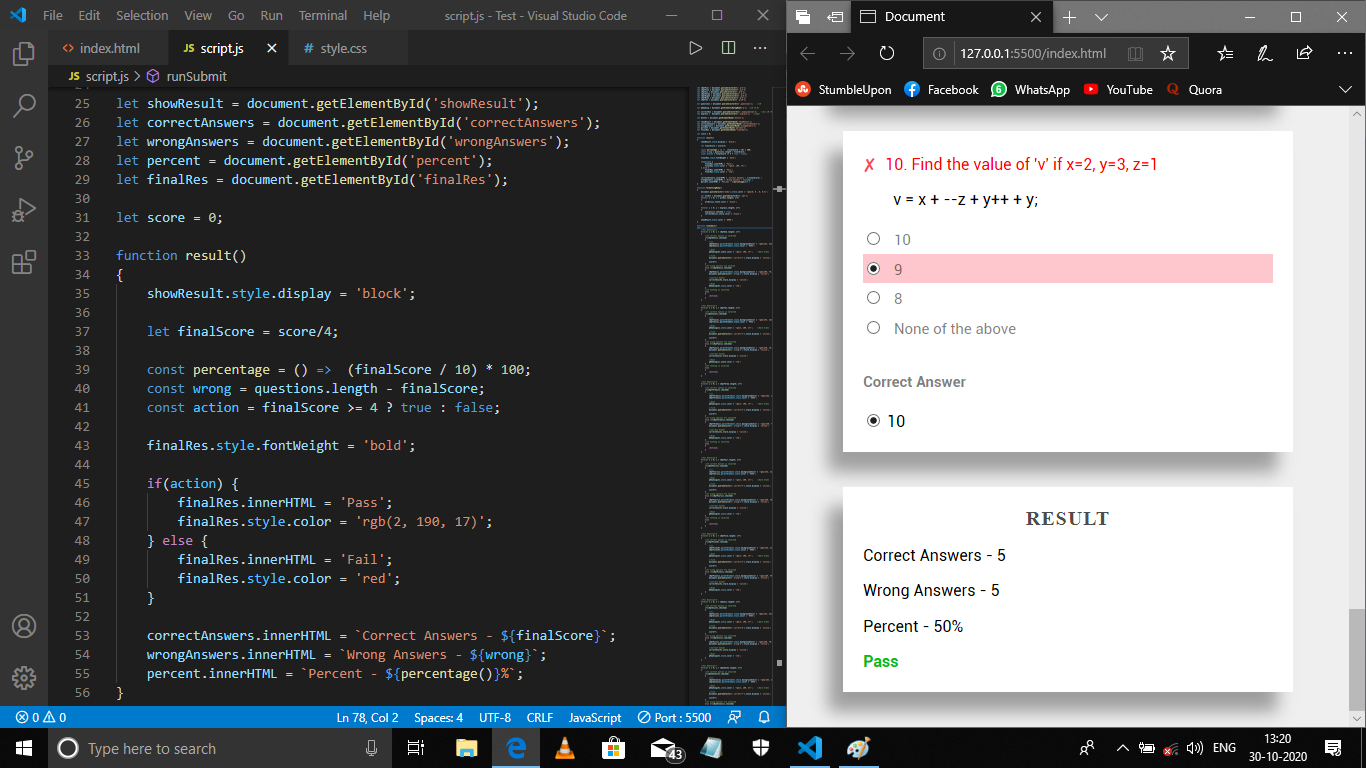 File Edit Selection View Go Run Terminal Help script.js - Test - Visual Studio Code
index.html JS script.js # style.css
JS script.js > runSubmit
25 let showResult = document.getElementById('showResult');
26 let correctAnswers = document.getElementById('correctAnswers');
27 let wrongAnswers = document.getElementById('wrongAnswers');
28 let percent = document.getElementById('percent');
29 let finalRes = document.getElementById('finalRes');
30
31 let score = 0;
32
33 function result()
34 {
35 showResult.style.display = 'block';
36
37 let finalScore = score/4;
38
39 const percentage = () => (finalScore / 10) * 100;
40 const wrong = questions.length - finalScore;
41 const action = finalScore >= 4 ? true : false;
42
43 finalRes.style.fontWeight = 'bold';
44
45 if(action) {
46 finalRes.innerHTML = 'Pass';
47 finalRes.style.color = 'rgb(2, 190, 17)';
48 } else {
49 finalRes.innerHTML = 'Fail';
50 finalRes.style.color = 'red';
51 }
52
53 correctAnswers.innerHTML = `Correct Answers - ${finalScore}`;
54 wrongAnswers.innerHTML = `Wrong Answers - ${wrong}`;
55 percent.innerHTML = `Percent - ${percentage()}%`;
56 }
0 0 Ln 78, Col 2 Spaces: 4 UTF-8 CRLF JavaScript Port : 5500
Document
127.0.0.1:5500/index.html
StumbleUpon Facebook WhatsApp YouTube Quora
✗ 10. Find the value of 'v' if x=2, y=3, z=1
v = x + --z + y++ + y;
10
9
8
None of the above
Correct Answer
10
RESULT
Correct Answers - 5
Wrong Answers - 5
Percent - 50%
Pass
Type here to search
43
ENG
13:20
30-10-2020